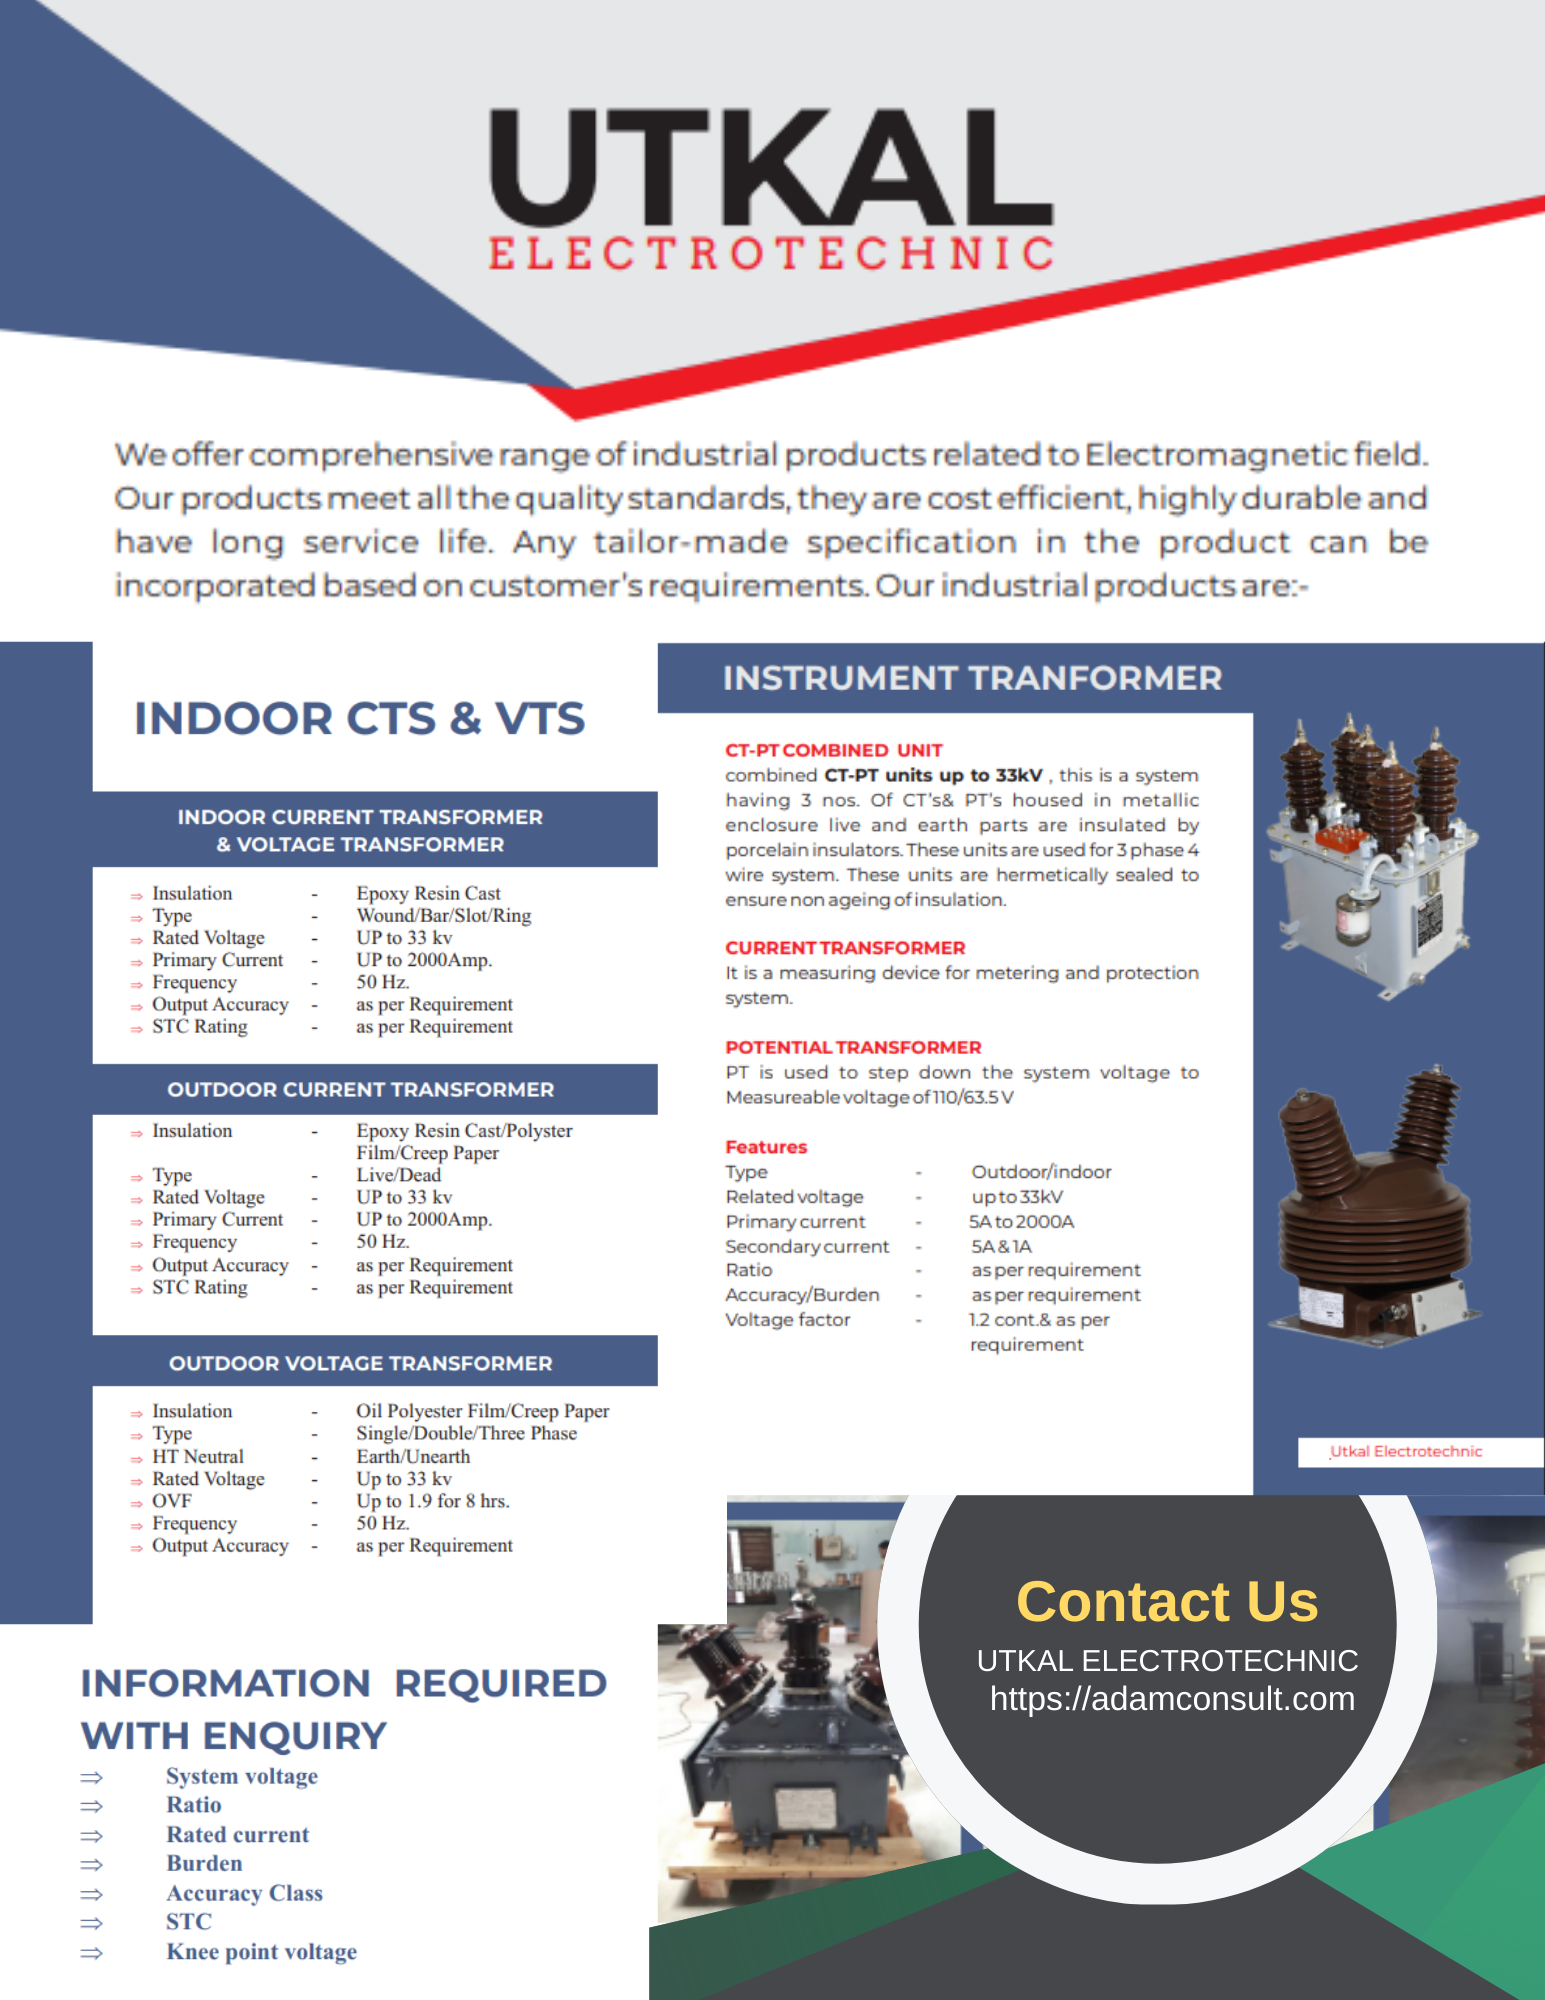 UTKAL
ELECTROTECHNIC
We offer comprehensive range of industrial products related to Electromagnetic field.
Our products meet all the quality standards, they are cost efficient, highly durable and
have long service life. Any tailor-made specification in the product can be
incorporated based on customer's requirements. Our industrial products are:-
INDOOR CTS & VTS
INDOOR CURRENT TRANSFORMER
& VOLTAGE TRANSFORMER
⇒ Insulation - Epoxy Resin Cast
⇒ Type - Wound/Bar/Slot/Ring
⇒ Rated Voltage - UP to 33 kv
⇒ Primary Current - UP to 2000Amp.
⇒ Frequency - 50 Hz.
⇒ Output Accuracy - as per Requirement
⇒ STC Rating - as per Requirement
OUTDOOR CURRENT TRANSFORMER
⇒ Insulation - Epoxy Resin Cast/Polyster
Film/Creep Paper
⇒ Type - Live/Dead
⇒ Rated Voltage - UP to 33 kv
⇒ Primary Current - UP to 2000Amp.
⇒ Frequency - 50 Hz.
⇒ Output Accuracy - as per Requirement
⇒ STC Rating - as per Requirement
OUTDOOR VOLTAGE TRANSFORMER
⇒ Insulation - Oil Polyester Film/Creep Paper
⇒ Type - Single/Double/Three Phase
⇒ HT Neutral - Earth/Unearth
⇒ Rated Voltage - Up to 33 kv
⇒ OVF - Up to 1.9 for 8 hrs.
⇒ Frequency - 50 Hz.
⇒ Output Accuracy - as per Requirement
INFORMATION REQUIRED
WITH ENQUIRY
⇒ System voltage
⇒ Ratio
⇒ Rated current
⇒ Burden
⇒ Accuracy Class
⇒ STC
⇒ Knee point voltage
INSTRUMENT TRANFORMER
CT-PT COMBINED UNIT
combined CT-PT units up to 33kV , this is a system
having 3 nos. Of CT's& PT's housed in metallic
enclosure live and earth parts are insulated by
porcelain insulators. These units are used for 3 phase 4
wire system. These units are hermetically sealed to
ensure non ageing of insulation.
CURRENT TRANSFORMER
It is a measuring device for metering and protection
system.
POTENTIAL TRANSFORMER
PT is used to step down the system voltage to
Measureable voltage of 110/63.5 V
Features
Type - Outdoor/indoor
Related voltage - up to 33kV
Primary current - 5A to 2000A
Secondary current - 5A & 1A
Ratio - as per requirement
Accuracy/Burden - as per requirement
Voltage factor - 1.2 cont.& as per
requirement
Utkal Electrotechnic
Contact Us
UTKAL ELECTROTECHNIC
https://adamconsult.com